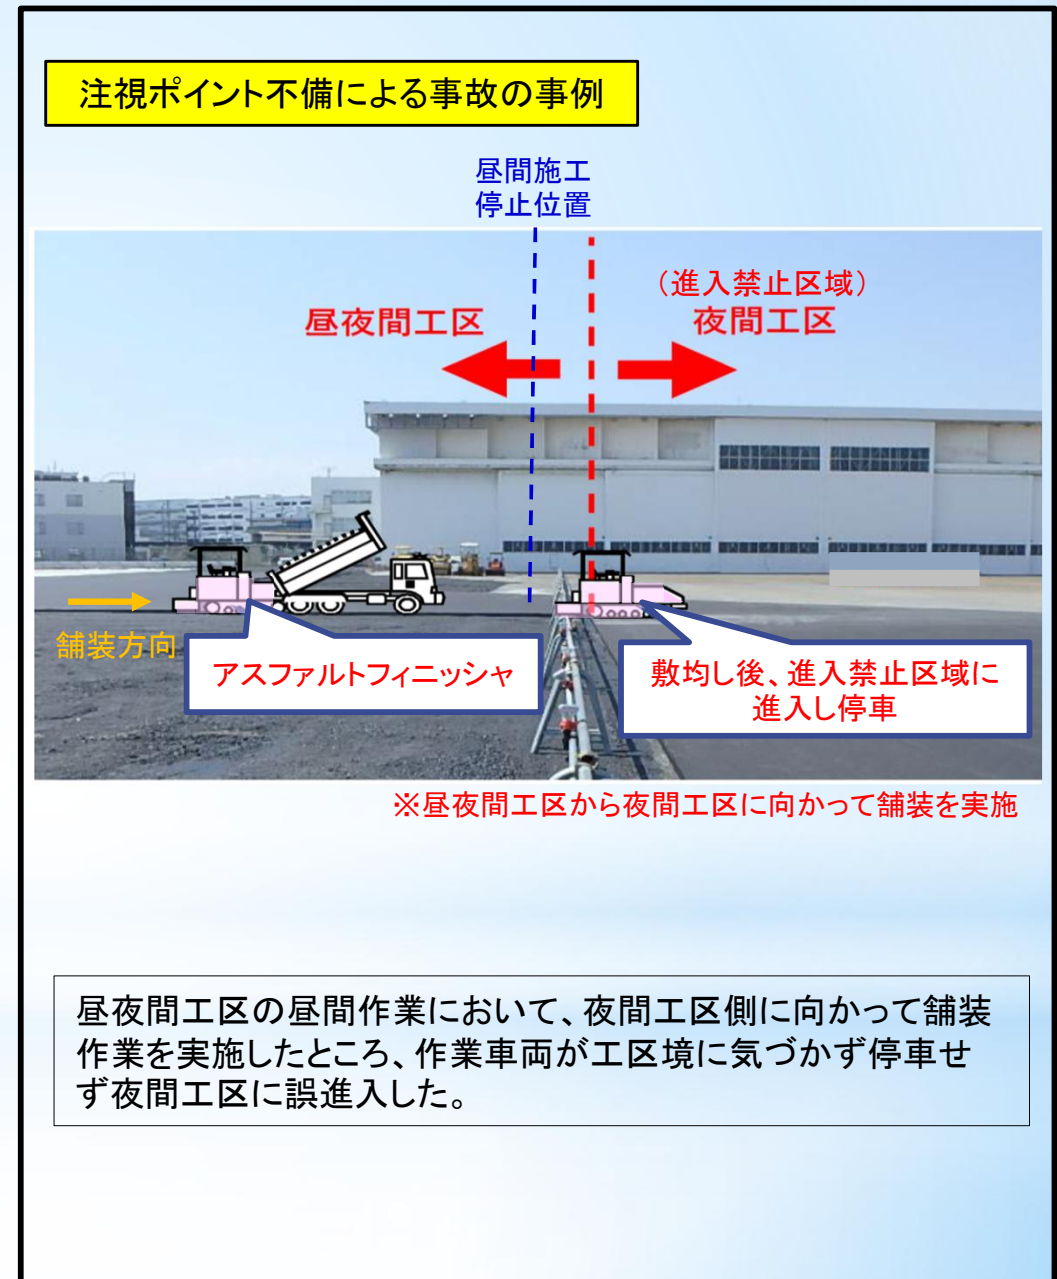 注視ポイント不備による事故の事例
昼間施工
停止位置
（進入禁止区域）
昼夜間工区
夜間工区
舗装方向
アスファルトフィニッシャ
敷均し後、進入禁止区域に
進入し停車
※昼夜間工区から夜間工区に向かって舗装を実施
昼夜間工区の昼間作業において、夜間工区側に向かって舗装
作業を実施したところ、作業車両が工区境に気づかず停車せ
ず夜間工区に誤進入した。